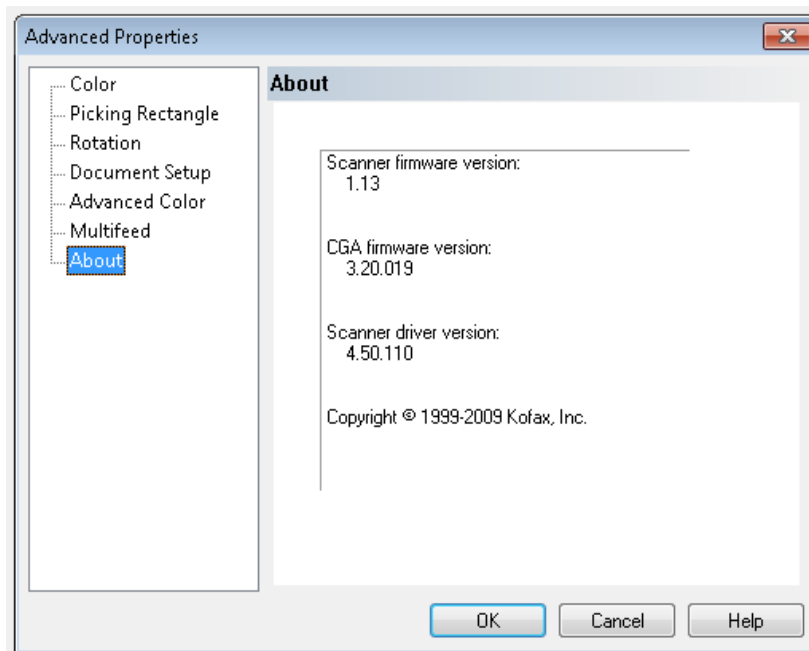 Advanced Properties
Color
Picking Rectangle
Rotation
Document Setup
Advanced Color
Multifeed
About
About
Scanner firmware version:
1.13
CGA firmware version:
3.20.019
Scanner driver version:
4.50.110
Copyright © 1999-2009 Kofax, Inc.
OK
Cancel
Help